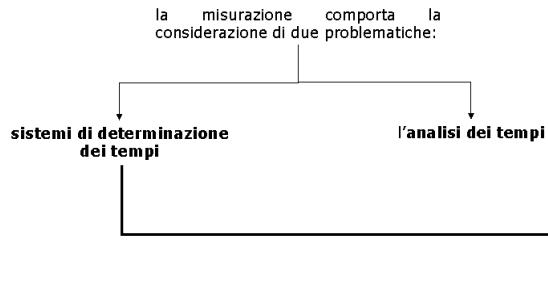 la misurazione comporta la
considerazione di due problematiche:
sistemi di determinazione
dei tempi
l'analisi dei tempi